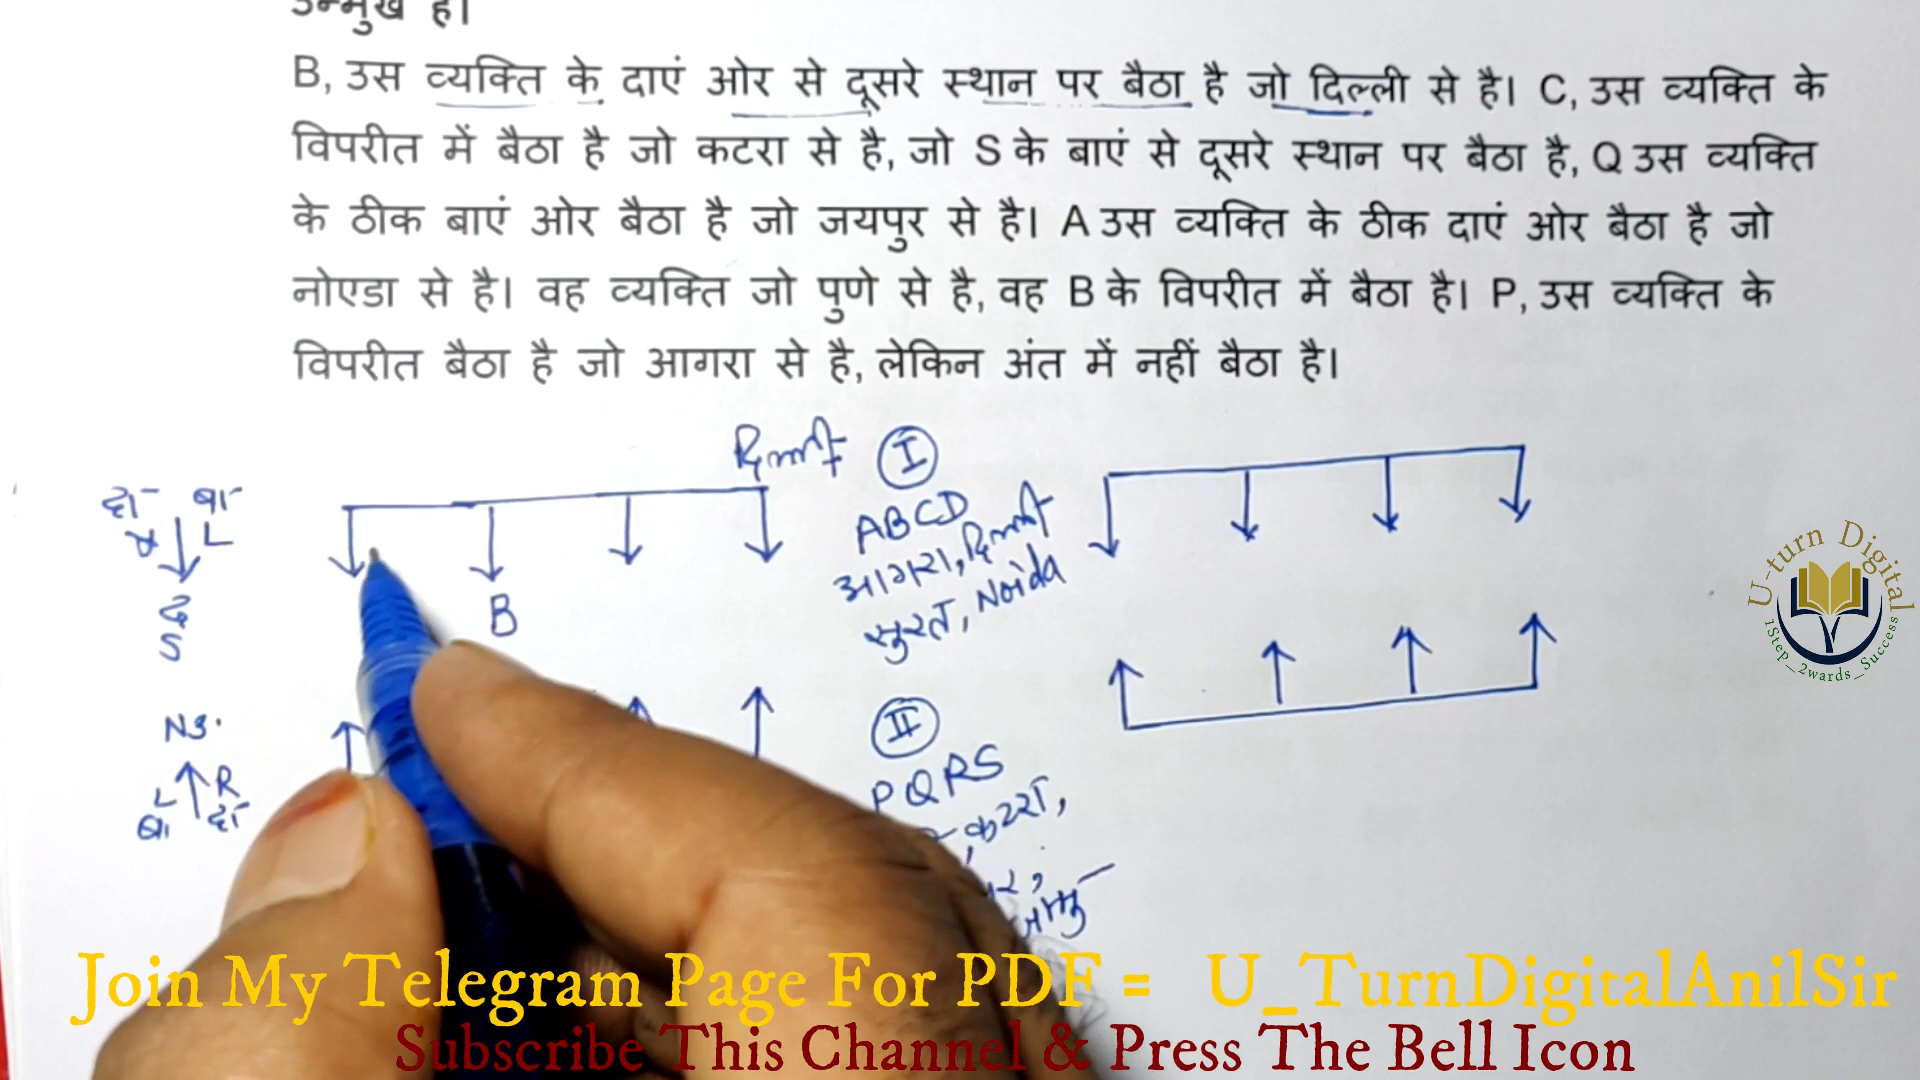 उन्मुख है।
B, उस व्यक्ति के दाएं ओर से दूसरे स्थान पर बैठा है जो दिल्ली से है। C, उस व्यक्ति के
विपरीत में बैठा है जो कटरा से है, जो S के बाएं से दूसरे स्थान पर बैठा है, Q उस व्यक्ति
के ठीक बाएं ओर बैठा है जो जयपुर से है। A उस व्यक्ति के ठीक दाएं ओर बैठा है जो
नोएडा से है। वह व्यक्ति जो पुणे से है, वह B के विपरीत में बैठा है। P, उस व्यक्ति के
विपरीत बैठा है जो आगरा से है, लेकिन अंत में नहीं बैठा है।
दिल्ली
I
ABCD
आगरा, दिल्ली
सुरत, Noida
दा बा
L
द
S
B
L R
बा दा
II
PQRS
U-turn Digital
1Step_2wards_Success
Join My Telegram Page For PDF = U_TurnDigitalAnilSir
Subscribe This Channel & Press The Bell Icon